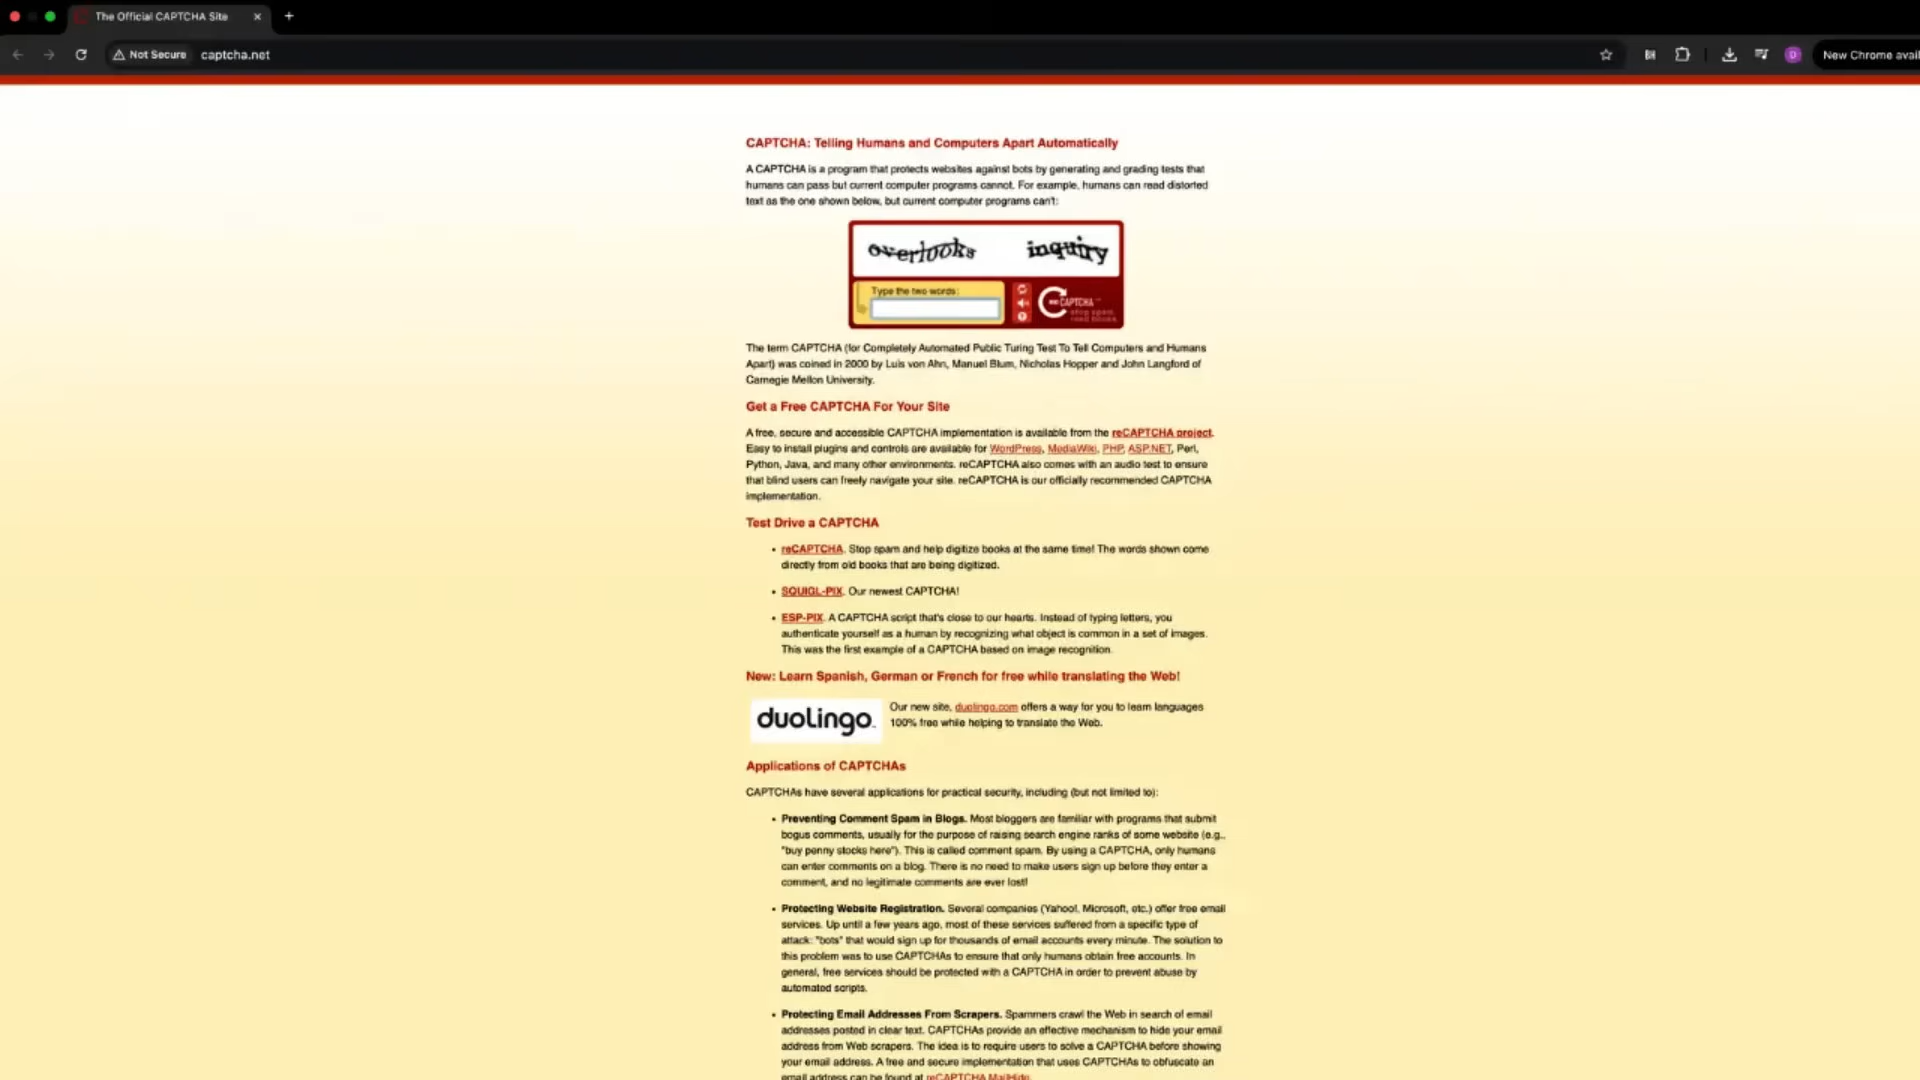 The Official CAPTCHA Site
Not Secure captcha.net
New Chrome avail
CAPTCHA: Telling Humans and Computers Apart Automatically
A CAPTCHA is a program that protects websites against bots by generating and grading tests that
humans can pass but current computer programs cannot. For example, humans can read distorted
text as the one shown below, but current computer programs can't:
overlooks inquiry
Type the two words:
CAPTCHA
stop spam.
read books.
The term CAPTCHA (for Completely Automated Public Turing Test To Tell Computers and Humans
Apart) was coined in 2000 by Luis von Ahn, Manuel Blum, Nicholas Hopper and John Langford of
Carnegie Mellon University.
Get a Free CAPTCHA For Your Site
A free, secure and accessible CAPTCHA implementation is available from the reCAPTCHA project.
Easy to install plugins and controls are available for WordPress, MediaWiki, PHP, ASP.NET, Perl,
Python, Java, and many other environments. reCAPTCHA also comes with an audio test to ensure
that blind users can freely navigate your site. reCAPTCHA is our officially recommended CAPTCHA
implementation.
Test Drive a CAPTCHA
• reCAPTCHA. Stop spam and help digitize books at the same time! The words shown come
directly from old books that are being digitized.
• SQUIGL-PIX. Our newest CAPTCHA!
• ESP-PIX. A CAPTCHA script that's close to our hearts. Instead of typing letters, you
authenticate yourself as a human by recognizing what object is common in a set of images.
This was the first example of a CAPTCHA based on image recognition.
New: Learn Spanish, German or French for free while translating the Web!
duolingo
Our new site, duolingo.com offers a way for you to learn languages
100% free while helping to translate the Web.
Applications of CAPTCHAs
CAPTCHAs have several applications for practical security, including (but not limited to):
• Preventing Comment Spam in Blogs. Most bloggers are familiar with programs that submit
bogus comments, usually for the purpose of raising search engine ranks of some website (e.g.,
"buy penny stocks here"). This is called comment spam. By using a CAPTCHA, only humans
can enter comments on a blog. There is no need to make users sign up before they enter a
comment, and no legitimate comments are ever lost!
• Protecting Website Registration. Several companies (Yahoo!, Microsoft, etc.) offer free email
services. Up until a few years ago, most of these services suffered from a specific type of
attack: "bots" that would sign up for thousands of email accounts every minute. The solution to
this problem was to use CAPTCHAs to ensure that only humans obtain free accounts. In
general, free services should be protected with a CAPTCHA in order to prevent abuse by
automated scripts.
• Protecting Email Addresses From Scrapers. Spammers crawl the Web in search of email
addresses posted in clear text. CAPTCHAs provide an effective mechanism to hide your email
address from Web scrapers. The idea is to require users to solve a CAPTCHA before showing
your email address. A free and secure implementation that uses CAPTCHAs to obfuscate an
email address can be found at reCAPTCHA MailHide.